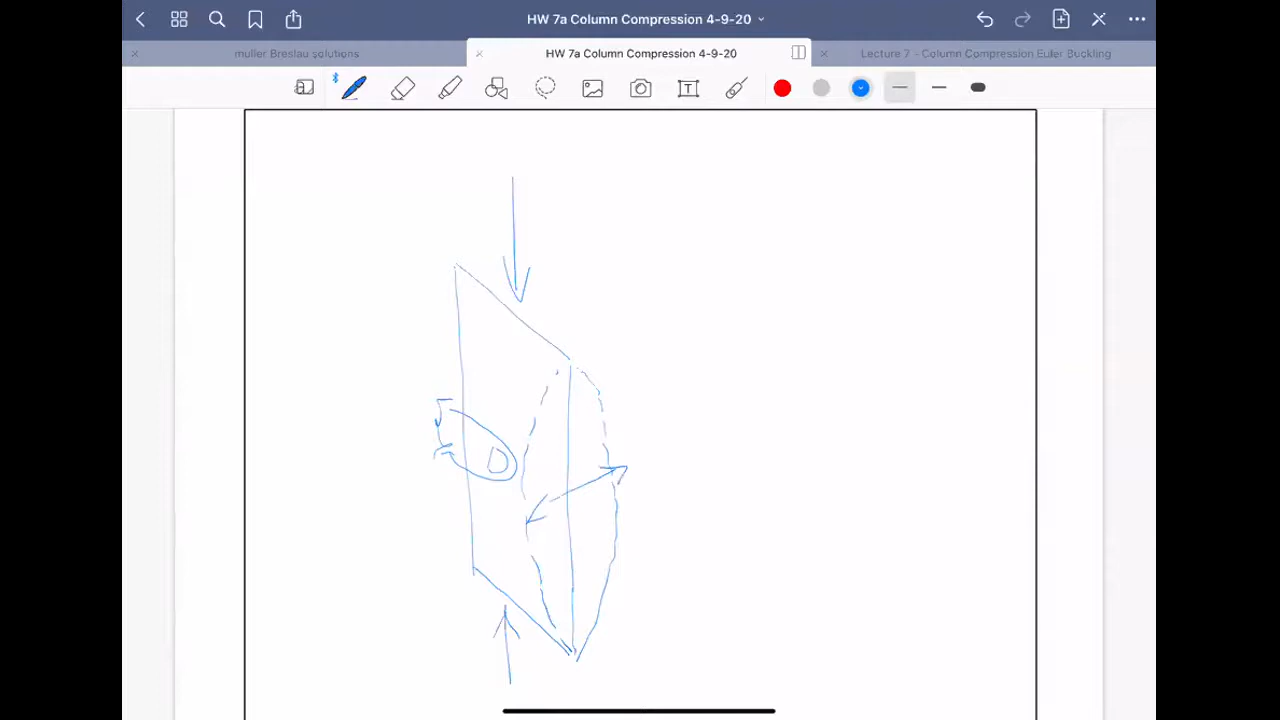 HW 7a Column Compression 4-9-20
muller Breslau solutions
HW 7a Column Compression 4-9-20
Lecture 7 - Column Compression Euler Buckling
T